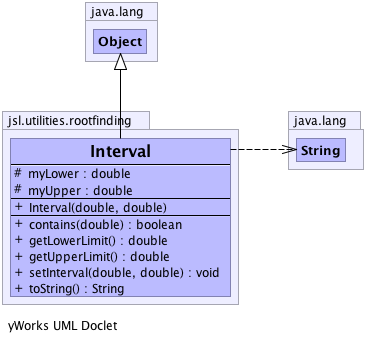 java.lang
Object
jsl.utilities.rootfinding
java.lang
Interval
String
# myLower : double
# myUpper : double
+ Interval(double, double)
+ contains(double) : boolean
+ getLowerLimit() : double
+ getUpperLimit() : double
+ setInterval(double, double) : void
+ toString() : String
yWorks UML Doclet